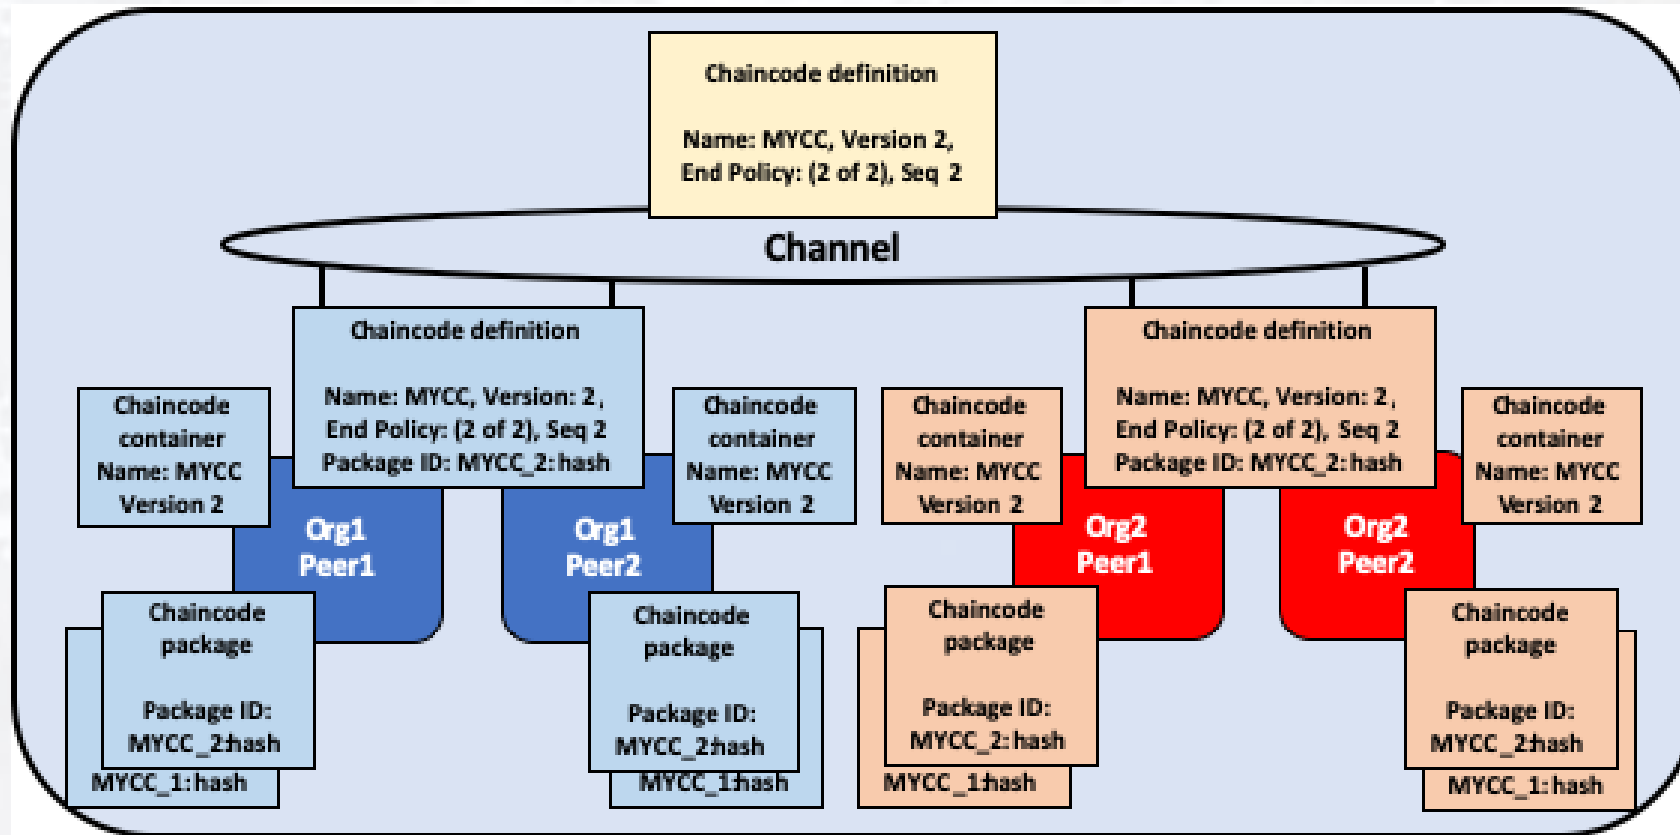 Chaincode definition
Name: MYCC, Version 2,
End Policy: (2 of 2), Seq 2
Channel
Chaincode definition
Name: MYCC, Version: 2,
End Policy: (2 of 2), Seq 2
Package ID: MYCC_2:hash
Chaincode definition
Name: MYCC, Version: 2,
End Policy: (2 of 2), Seq 2
Package ID: MYCC_2:hash
Chaincode
container
Name: MYCC
Version 2
Chaincode
container
Name: MYCC
Version 2
Chaincode
container
Name: MYCC
Version 2
Chaincode
container
Name: MYCC
Version 2
Org1
Peer1
Org1
Peer2
Org2
Peer1
Org2
Peer2
Chaincode
package
Package ID:
MYCC_2:hash
MYCC_1:hash
Chaincode
package
Package ID:
MYCC_2:hash
MYCC_1:hash
Chaincode
package
Package ID:
MYCC_2:hash
MYCC_1:hash
Chaincode
package
Package ID:
MYCC_2:hash
MYCC_1:hash